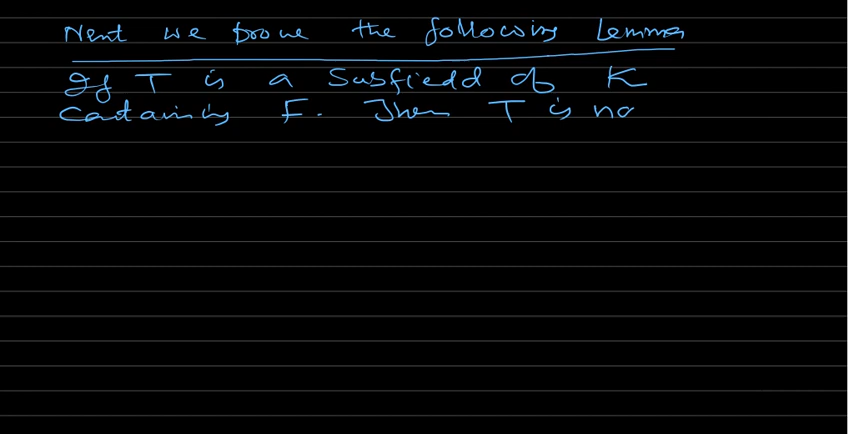 Next we prove the following Lemma
If T is a Subfield of K
Containing F. Then T is no